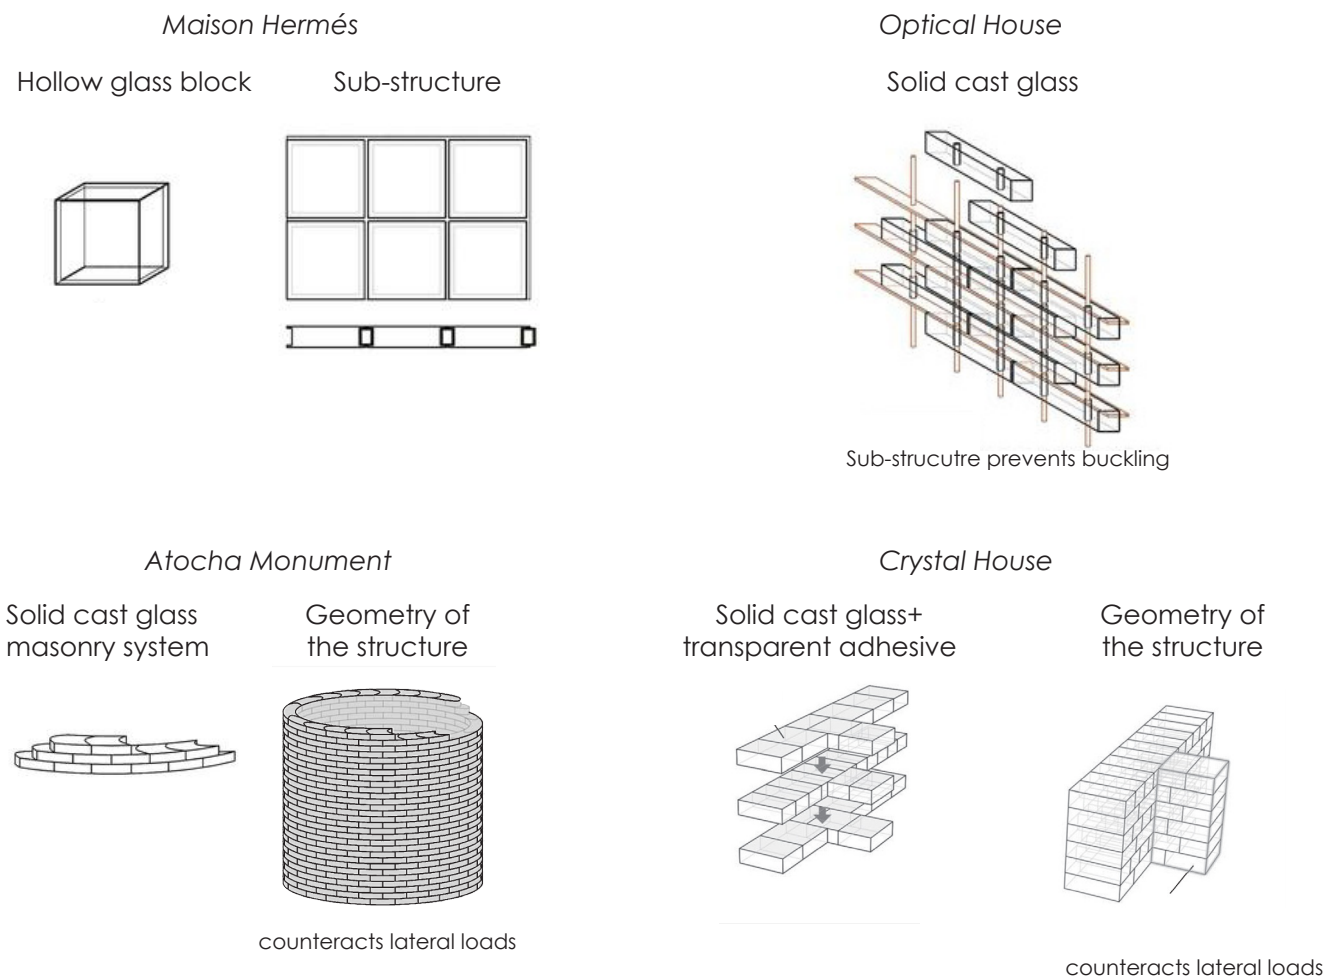 Maison Hermés
Optical House
Hollow glass block
Sub-structure
Solid cast glass
Sub-strucutre prevents buckling
Atocha Monument
Crystal House
Solid cast glass
masonry system
Geometry of
the structure
Solid cast glass+
transparent adhesive
Geometry of
the structure
counteracts lateral loads
counteracts lateral loads